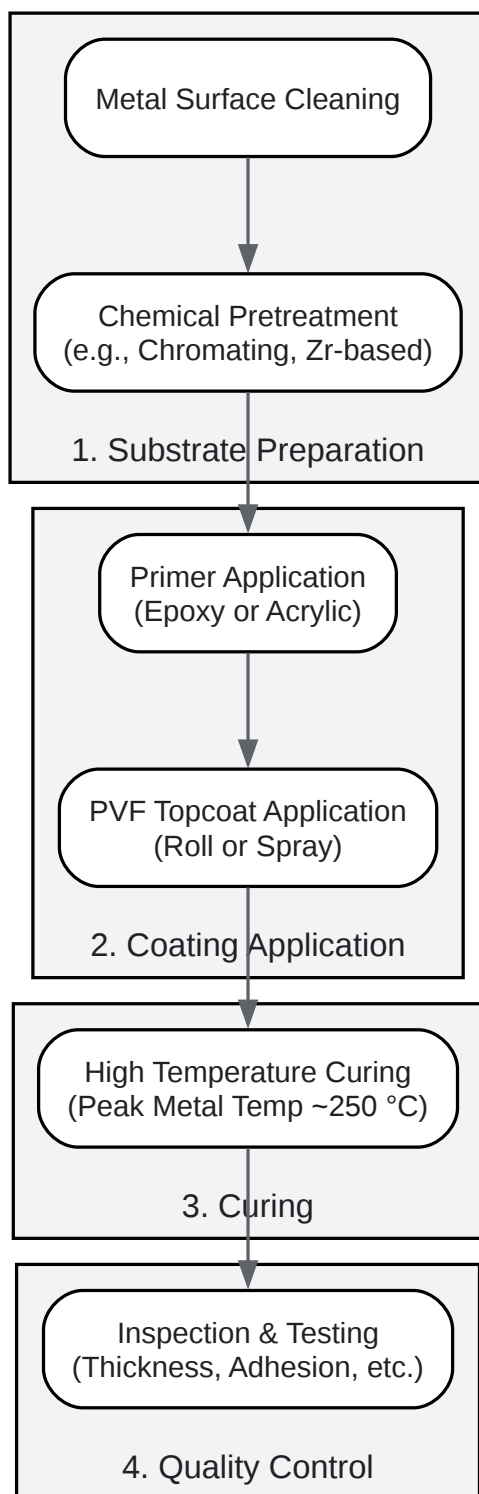 Metal Surface Cleaning
Chemical Pretreatment
(e.g., Chromating, Zr-based)
1. Substrate Preparation
Primer Application
(Epoxy or Acrylic)
PVF Topcoat Application
(Roll or Spray)
2. Coating Application
High Temperature Curing
(Peak Metal Temp ~250 °C)
3. Curing
Inspection & Testing
(Thickness, Adhesion, etc.)
4. Quality Control